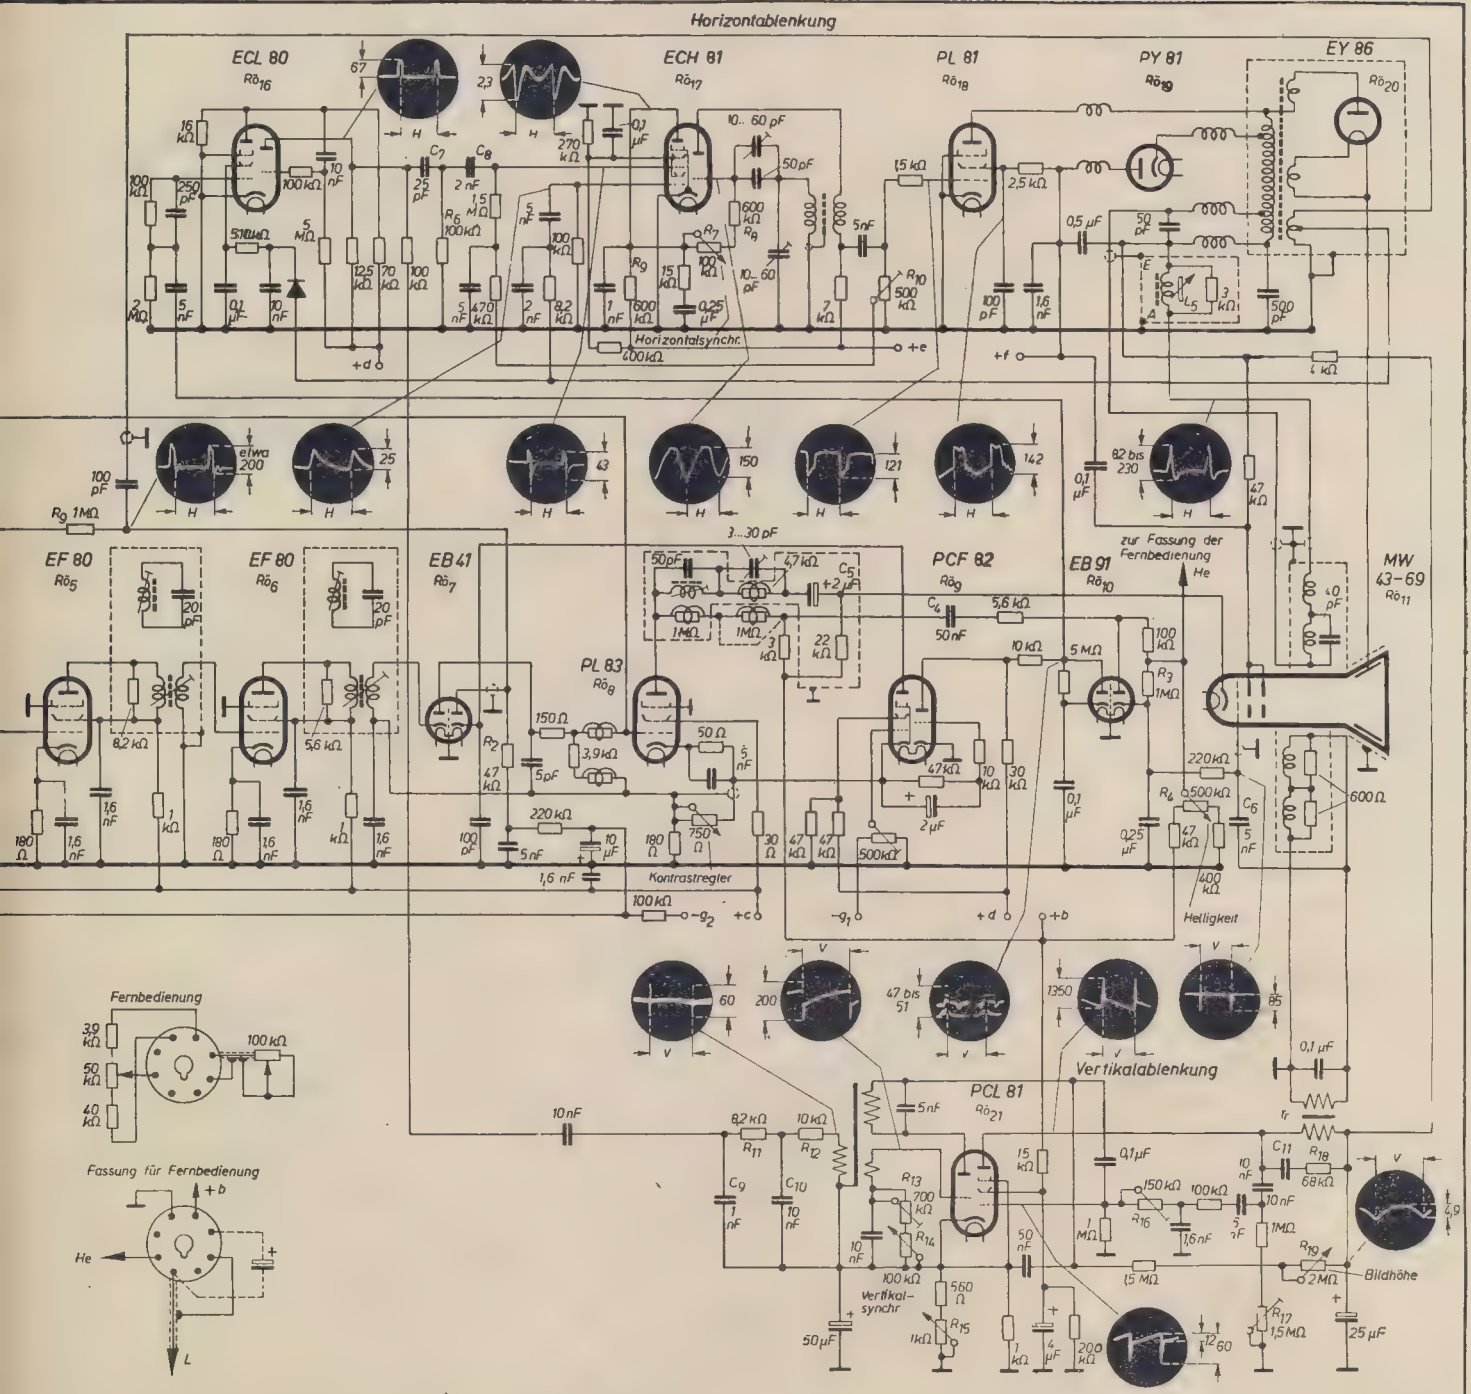 Horizontablenkung
ECL 80
Rö16
67
H
2,3
H
ECH 81
Rö17
PL 81
Rö18
PY 81
Rö19
EY 86
Rö20
16 kΩ
100 kΩ
250 pF
100 kΩ
10 nF
C7
25 pF
C8
2 nF
270 kΩ
0,1 µF
10...60 pF
50 pF
1,5 kΩ
2,5 kΩ
5 MΩ
R6
100 kΩ
1,5 MΩ
5 nF
100 kΩ
R7
100 kΩ
600 kΩ
R8
5 nF
0,5 µF
50 pF
2 MΩ
5 nF
0,1 µF
10 nF
12,5 kΩ
70 kΩ
100 kΩ
5 nF
470 kΩ
2 nF
8,2 kΩ
1 nF
R9
600 kΩ
15 kΩ
0,25 µF
10–60 pF
7 kΩ
R10
500 kΩ
100 pF
1,6 nF
E
A
L5
3 kΩ
500 pF
Horizontalsynchr.
400 kΩ
+d
+e
+f
4 kΩ
100 pF
etwa 200
H
25
H
43
H
150
H
121
H
142
H
0,1 µF
82 bis 230
H
47 kΩ
R9 1MΩ
zur Fassung der
Fernbedienung
He
EF 80
Rö5
EF 80
Rö6
EB 41
Rö7
50 pF
3...30 pF
4,7 kΩ
C5
+2 µF
PCF 82
Rö9
EB 91
Rö10
MW
43-69
Rö11
20 pF
20 pF
1MΩ
1MΩ
3 kΩ
22 kΩ
C4
50 nF
5,6 kΩ
10 kΩ
5 MΩ
100 kΩ
R3
1MΩ
40 pF
PL 83
Rö8
8,2 kΩ
5,6 kΩ
150 Ω
3,9 kΩ
R2
47 kΩ
5 pF
50 Ω
5 nF
47 kΩ
10 kΩ
30 kΩ
+
2 µF
0,1 µF
220 kΩ
R4
500 kΩ
C6
5 nF
600 Ω
180 Ω
1,6 nF
1,6 nF
1 kΩ
180 Ω
1,6 nF
1,6 nF
1 kΩ
1,6 nF
100 pF
5 nF
220 kΩ
10 µF
1,6 nF
180 Ω
750 Ω
30 Ω
47 kΩ
47 kΩ
500 kΩ
0,25 µF
47 kΩ
400 kΩ
Kontrastregler
100 kΩ
-g2
+c
-g1
+d
+b
Helligkeit
60
V
200
V
47 bis 51
V
1350
V
85
V
Fernbedienung
3,9 kΩ
50 kΩ
40 kΩ
100 kΩ
Vertikalablenkung
0,1 µF
tr
Fassung für Fernbedienung
+b
He
+
L
10 nF
8,2 kΩ
R11
10 kΩ
R12
C9
1 nF
C10
10 nF
5 nF
PCL 81
Rö21
15 kΩ
0,1 µF
R13
700 kΩ
R14
100 kΩ
10 nF
Vertikal-
synchr
50 nF
1 MΩ
150 kΩ
R16
1,6 nF
100 kΩ
5 nF
10 nF
10 nF
C11
R18
68 kΩ
1MΩ
V
4,9
1,5 MΩ
R19
2 MΩ
Bildhöhe
+
50 µF
560 Ω
1 kΩ
R15
1 kΩ
+
4 µF
200 kΩ
12
60
R17
1,5 MΩ
+
25 µF